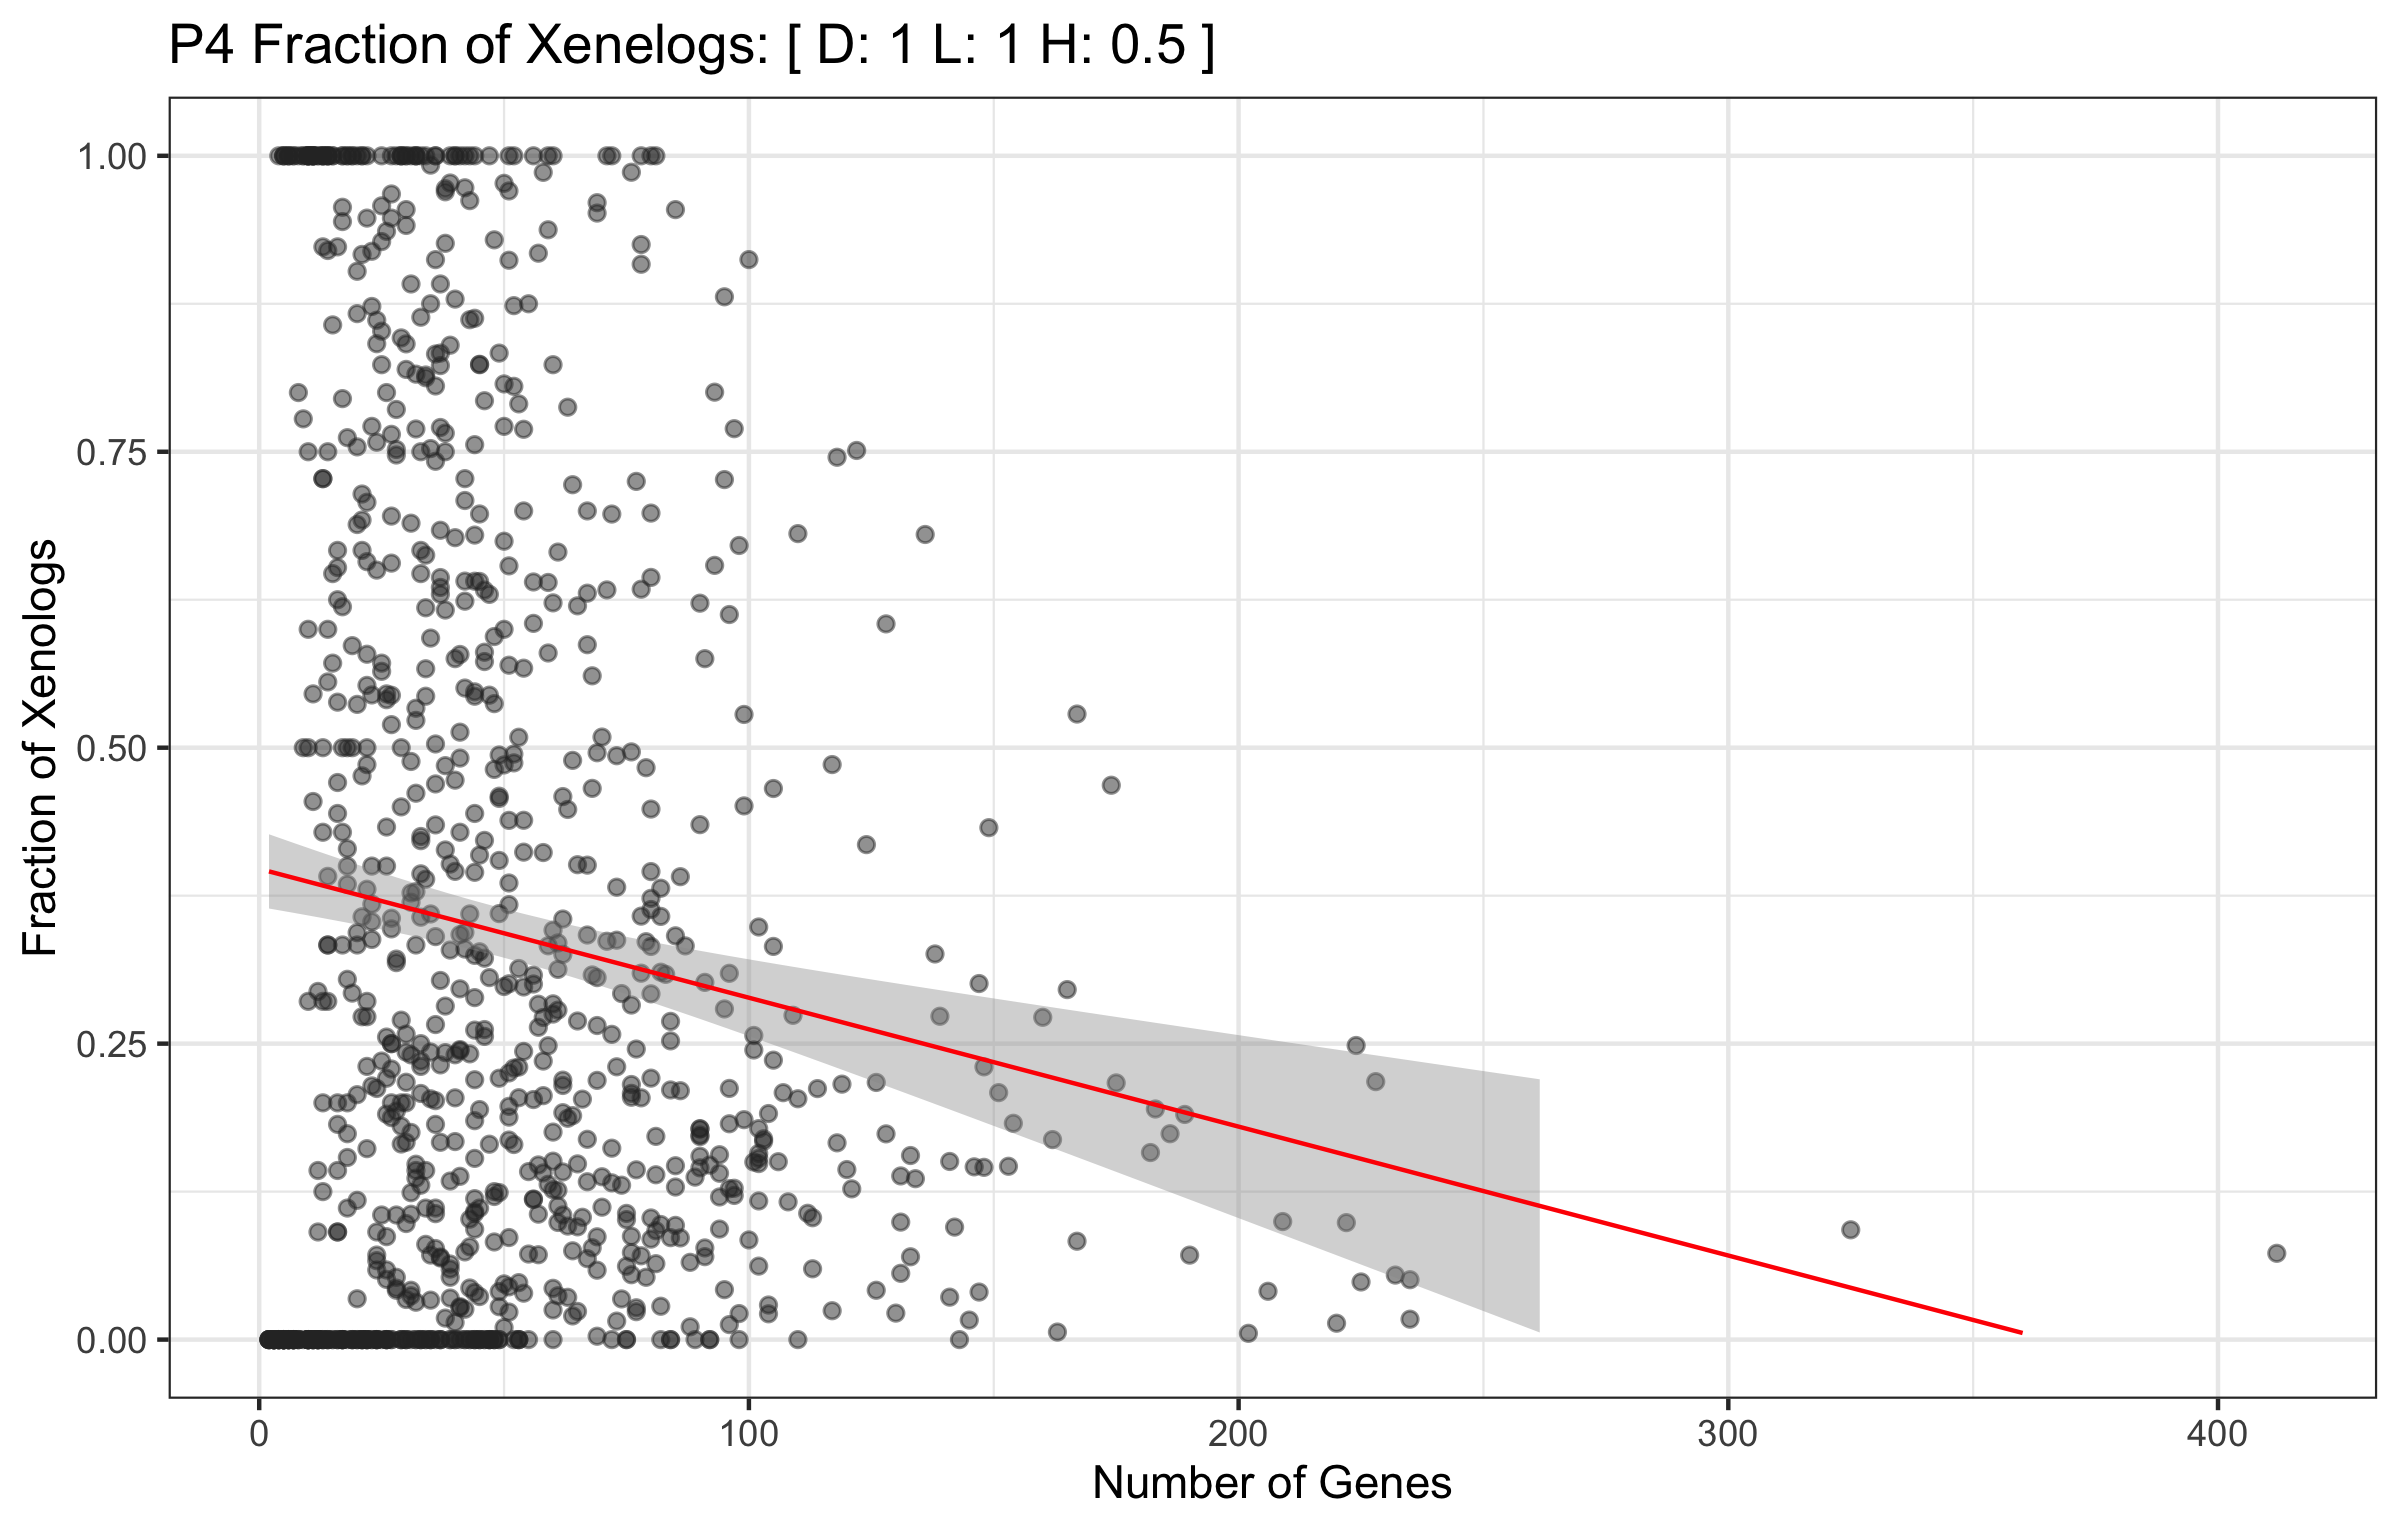 P4 Fraction of Xenelogs: [ D: 1 L: 1 H: 0.5 ]
Fraction of Xenologs
1.00
0.75
0.50
0.25
0.00
0 100 200 300 400
Number of Genes